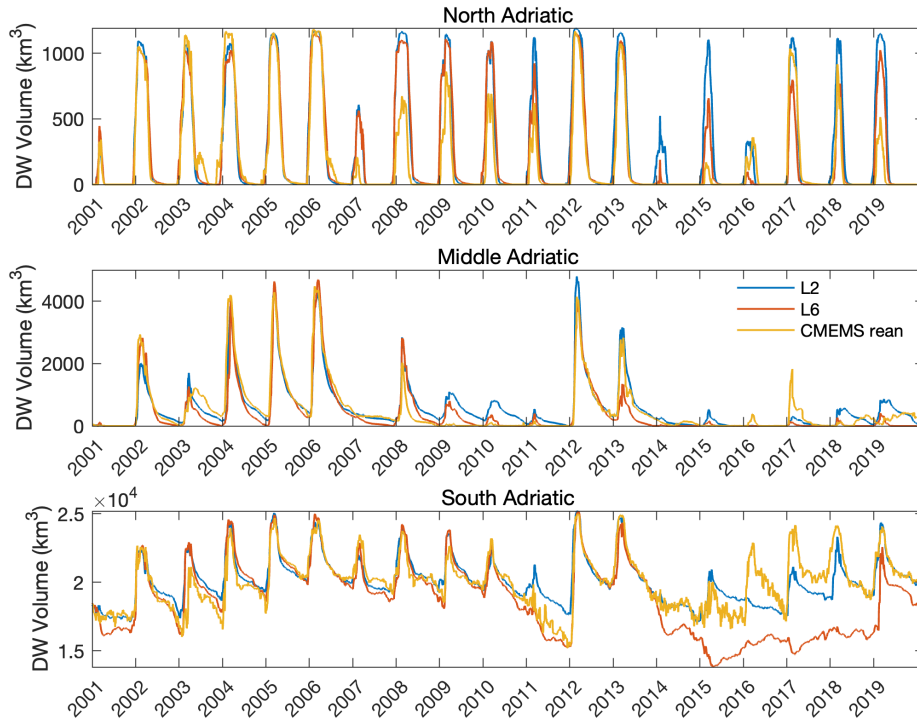 North Adriatic
DW Volume (km³)
1000
500
0
2001 2002 2003 2004 2005 2006 2007 2008 2009 2010 2011 2012 2013 2014 2015 2016 2017 2018 2019
Middle Adriatic
DW Volume (km³)
4000
2000
0
L2
L6
CMEMS rean
2001 2002 2003 2004 2005 2006 2007 2008 2009 2010 2011 2012 2013 2014 2015 2016 2017 2018 2019
South Adriatic
×10⁴
DW Volume (km³)
2.5
2
1.5
2001 2002 2003 2004 2005 2006 2007 2008 2009 2010 2011 2012 2013 2014 2015 2016 2017 2018 2019